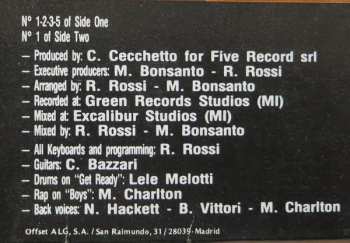 Nº 1-2-3-5 of Side One
Nº 1 of Side Two
— Produced by: C. Cecchetto for Five Record srl
— Executive producers: M. Bonsanto - R. Rossi
— Arranged by: R. Rossi - M. Bonsanto
— Recorded at: Green Records Studios (MI)
— Mixed at: Excalibur Studios (MI)
— Mixed by: R. Rossi - M. Bonsanto
— All Keyboards and programming: R. Rossi
— Guitars: C. Bazzari
— Drums on "Get Ready": Lele Melotti
— Rap on "Boys": M. Charlton
— Back voices: N. Hackett - B. Vittori - M. Charlton
Offset ALG, S.A. / San Raimundo, 31 / 28039-Madrid